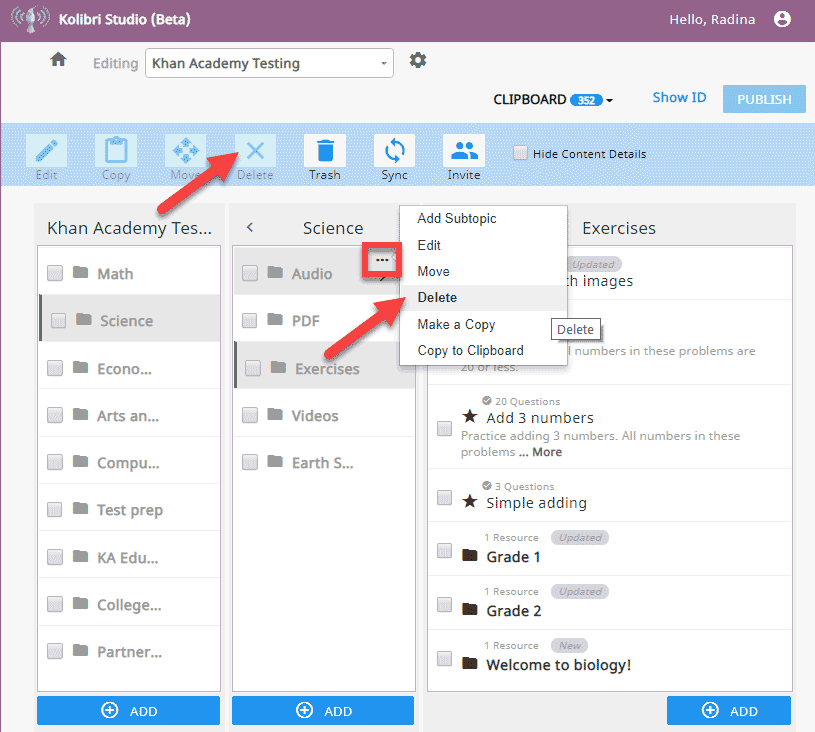 Kolibri Studio (Beta)
Hello, Radina
Editing
Khan Academy Testing
CLIPBOARD 352
Show ID
PUBLISH
Edit
Copy
Move
Delete
Trash
Sync
Invite
Hide Content Details
Khan Academy Tes...
Math
Science
Econo...
Arts an...
Compu...
Test prep
KA Edu...
College...
Partner...
ADD
Science
Audio
...
PDF
Exercises
Videos
Earth S...
ADD
Add Subtopic
Edit
Move
Delete
Make a Copy
Copy to Clipboard
Delete
Exercises
Updated
th images
numbers in these problems are
20 or less.
20 Questions
Add 3 numbers
Practice adding 3 numbers. All numbers in these
problems ... More
3 Questions
Simple adding
1 Resource Updated
Grade 1
1 Resource Updated
Grade 2
1 Resource New
Welcome to biology!
ADD